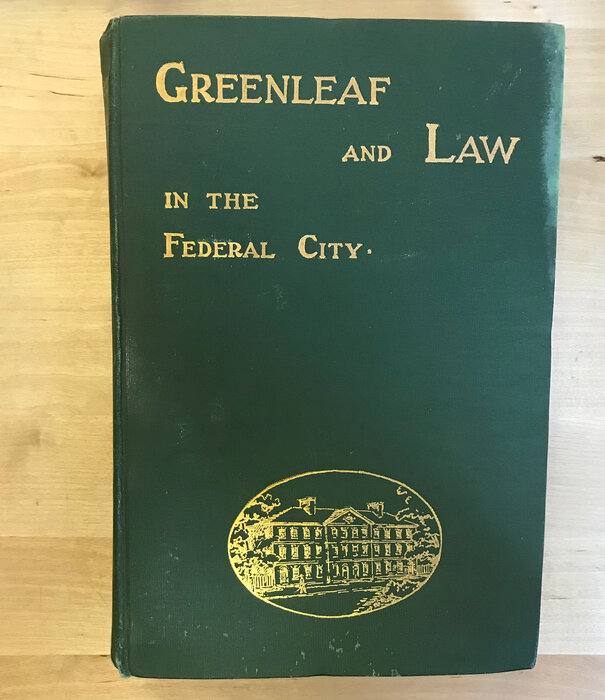 GREENLEAF
AND LAW
IN THE
FEDERAL CITY.